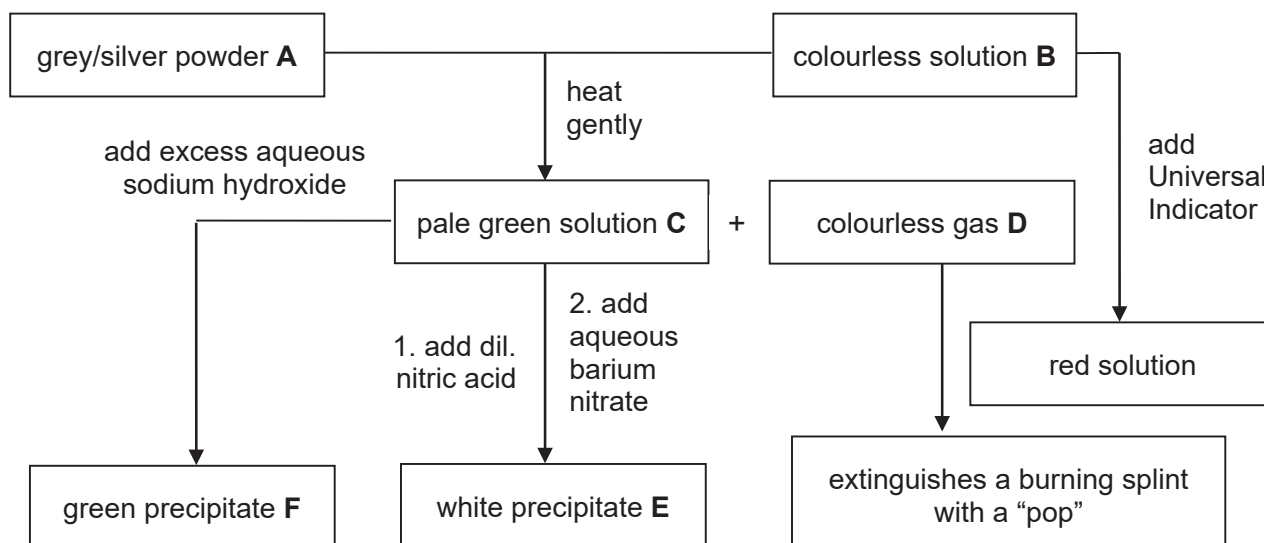 grey/silver powder A
colourless solution B
heat
gently
add excess aqueous
sodium hydroxide
add
Universal
Indicator
pale green solution C
+
colourless gas D
1. add dil.
nitric acid
2. add
aqueous
barium
nitrate
red solution
green precipitate F
white precipitate E
extinguishes a burning splint
with a “pop”